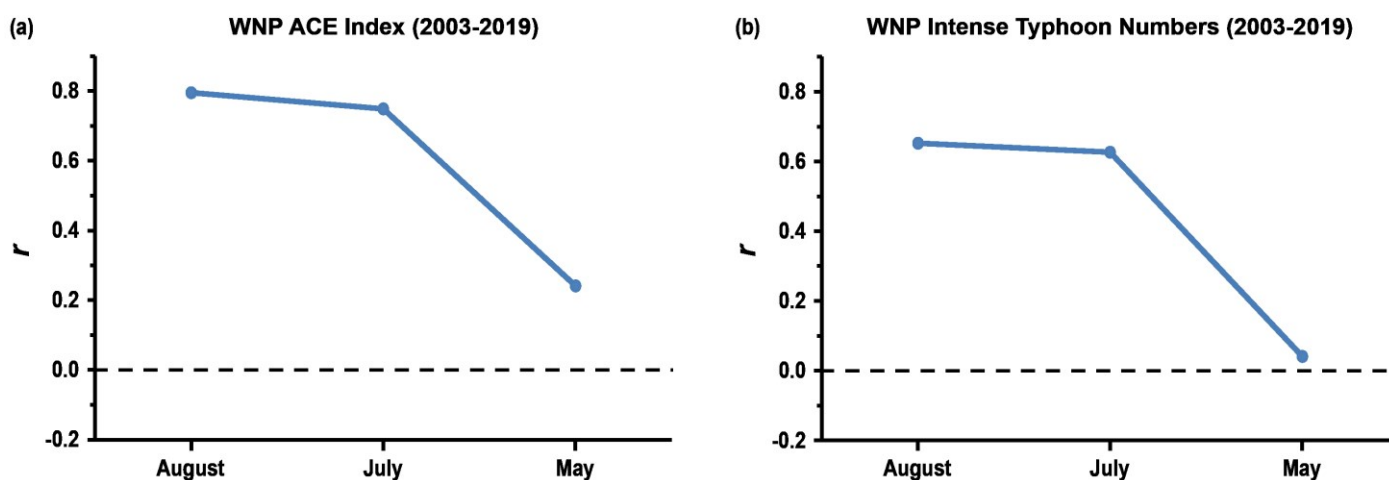 (a) WNP ACE Index (2003-2019)
0.8
0.6
0.4
0.2
0.0
-0.2
r
August July May
(b) WNP Intense Typhoon Numbers (2003-2019)
0.8
0.6
0.4
0.2
0.0
-0.2
r
August July May